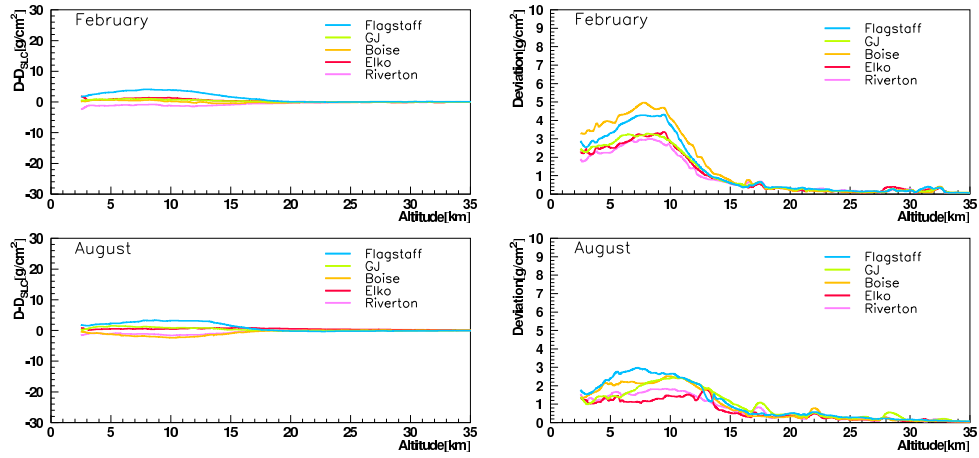 D-D_SLC[g/cm²]
30
20
10
0
-10
-20
-30
February
Flagstaff
GJ
Boise
Elko
Riverton
0 5 10 15 20 25 30 35
Altitude[km]
Deviation[g/cm²]
10
9
8
7
6
5
4
3
2
1
0
February
Flagstaff
GJ
Boise
Elko
Riverton
0 5 10 15 20 25 30 35
Altitude[km]
D-D_SLC[g/cm²]
30
20
10
0
-10
-20
-30
August
Flagstaff
GJ
Boise
Elko
Riverton
0 5 10 15 20 25 30 35
Altitude[km]
Deviation[g/cm²]
10
9
8
7
6
5
4
3
2
1
0
August
Flagstaff
GJ
Boise
Elko
Riverton
0 5 10 15 20 25 30 35
Altitude[km]